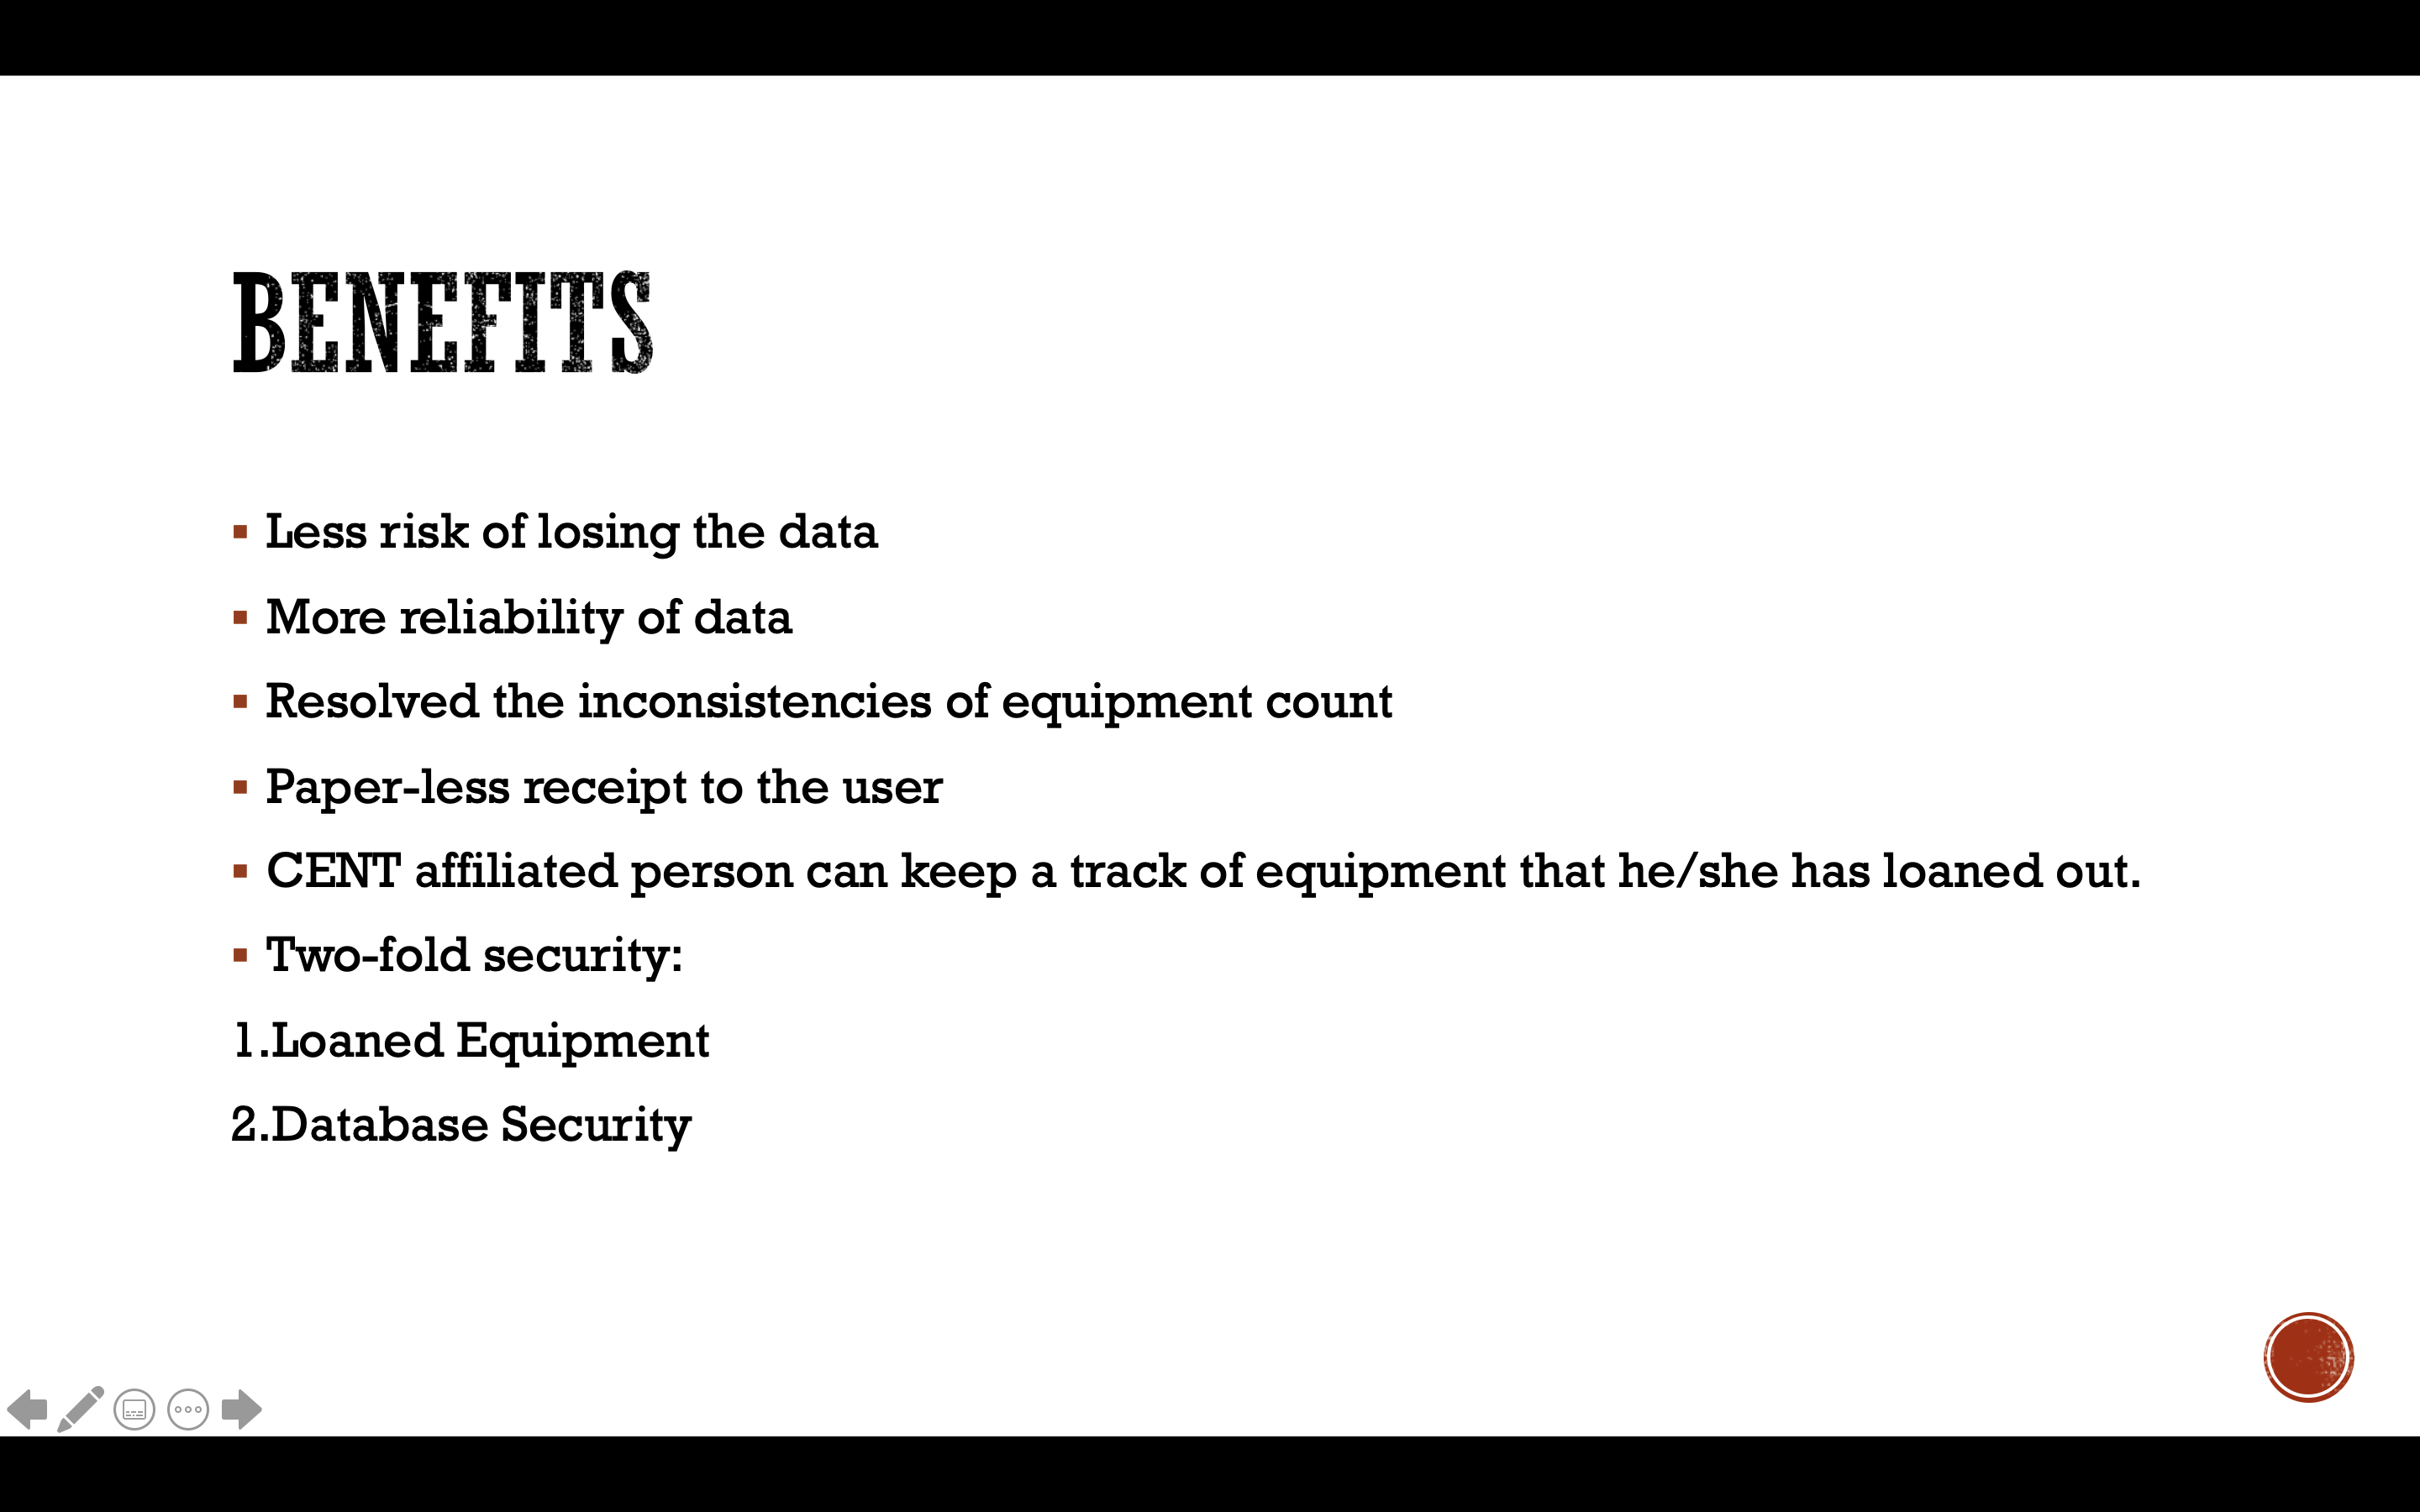 BENEFITS
Less risk of losing the data
More reliability of data
Resolved the inconsistencies of equipment count
Paper-less receipt to the user
CENT affiliated person can keep a track of equipment that he/she has loaned out.
Two-fold security:
1.Loaned Equipment
2.Database Security